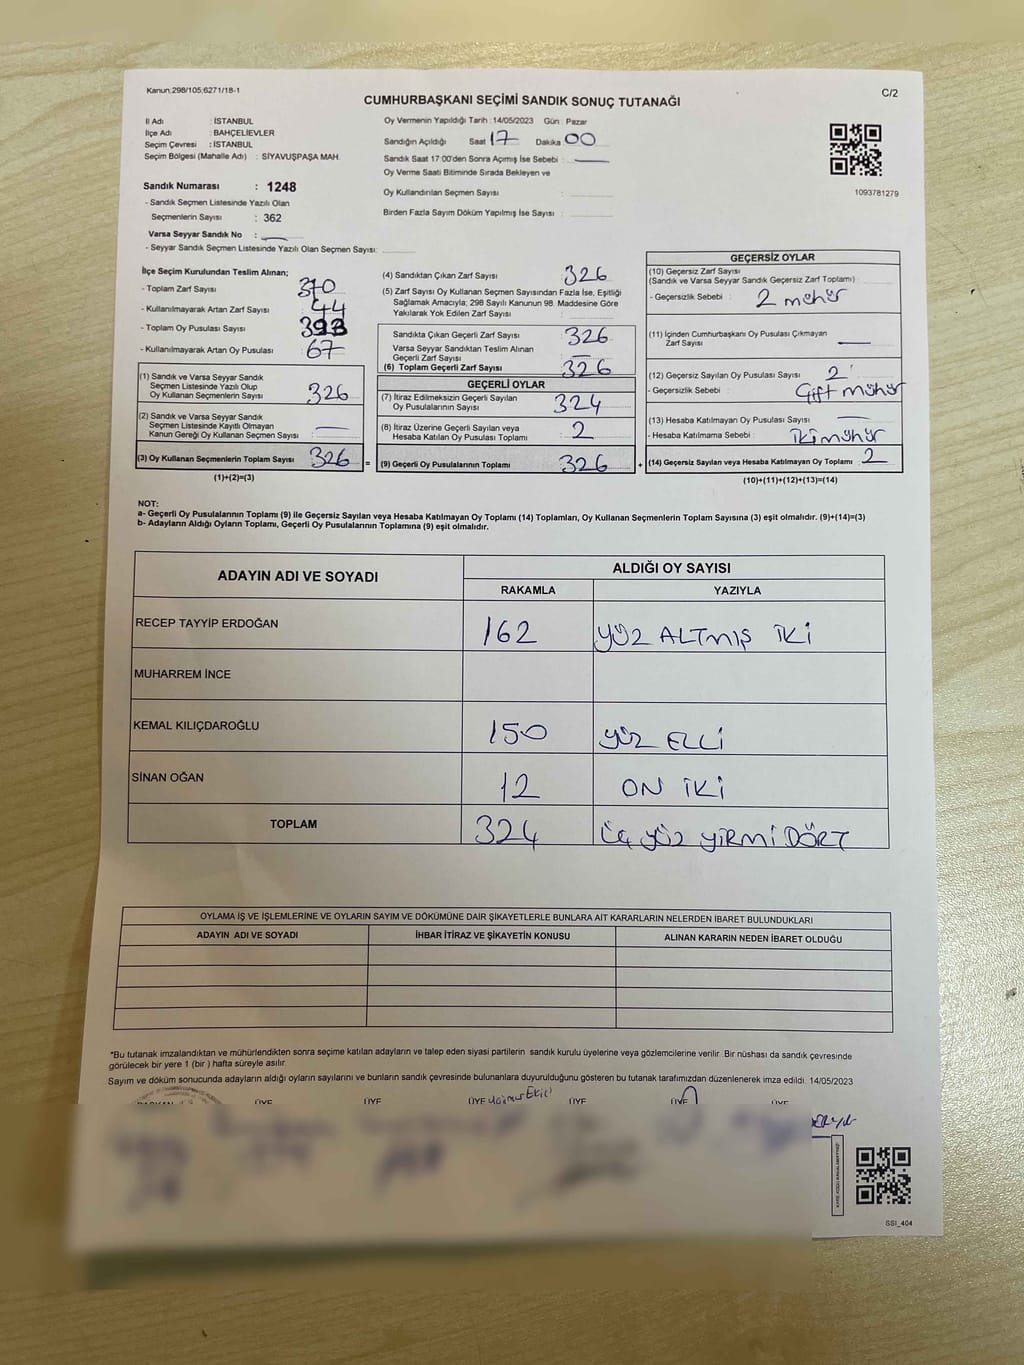 Kanun;298/105;6271/18-1
C/2
CUMHURBAŞKANI SEÇİMİ SANDIK SONUÇ TUTANAĞI
İl Adı : İSTANBUL
İlçe Adı : BAHÇELİEVLER
Seçim Çevresi : İSTANBUL
Seçim Bölgesi (Mahalle Adı) : SİYAVUŞPAŞA MAH.
Sandık Numarası : 1248
- Sandık Seçmen Listesinde Yazılı Olan
Seçmenlerin Sayısı : 362
Varsa Seyyar Sandık No :
- Seyyar Sandık Seçmen Listesinde Yazılı Olan Seçmen Sayısı:
Oy Vermenin Yapıldığı Tarih : 14/05/2023 Gün : Pazar
Sandığın Açıldığı Saat 17 Dakika 00
Sandık Saat 17:00'den Sonra Açımış İse Sebebi :
Oy Verme Saati Bitiminde Sırada Bekleyen ve
Oy Kullandırılan Seçmen Sayısı :
Birden Fazla Sayım Döküm Yapılmış İse Sayısı :
1093781279
İlçe Seçim Kurulundan Teslim Alınan;
- Toplam Zarf Sayısı 370
- Kullanılmayarak Artan Zarf Sayısı 44
- Toplam Oy Pusulası Sayısı 393
- Kullanılmayarak Artan Oy Pusulası 67
(1) Sandık ve Varsa Seyyar Sandık
Seçmen Listesinde Yazılı Olup
Oy Kullanan Seçmenlerin Sayısı 326
(2) Sandık ve Varsa Seyyar Sandık
Seçmen Listesinde Kayıtlı Olmayan
Kanun Gereği Oy Kullanan Seçmen Sayısı :
(3) Oy Kullanan Seçmenlerin Toplam Sayısı 326 =
(1)+(2)=(3)
(4) Sandıktan Çıkan Zarf Sayısı 326
(5) Zarf Sayısı Oy Kullanan Seçmen Sayısından Fazla İse, Eşitliği
Sağlamak Amacıyla; 298 Sayılı Kanunun 98. Maddesine Göre
Yakılarak Yok Edilen Zarf Sayısı :
Sandıkta Çıkan Geçerli Zarf Sayısı : 326
Varsa Seyyar Sandıktan Teslim Alınan
Geçerli Zarf Sayısı
(6) Toplam Geçerli Zarf Sayısı : 326
GEÇERLİ OYLAR
(7) İtiraz Edilmeksizin Geçerli Sayılan
Oy Pusulalarının Sayısı : 324
(8) İtiraz Üzerine Geçerli Sayılan veya
Hesaba Katılan Oy Pusulası Toplamı : 2
(9) Geçerli Oy Pusulalarının Toplamı 326 +
GEÇERSİZ OYLAR
(10) Geçersiz Zarf Sayısı
(Sandık ve Varsa Seyyar Sandık Geçersiz Zarf Toplamı)
- Geçersizlik Sebebi : 2 mühür
(11) İçinden Cumhurbaşkanı Oy Pusulası Çıkmayan
Zarf Sayısı
(12) Geçersiz Sayılan Oy Pusulası Sayısı : 2
- Geçersizlik Sebebi : Çift mühür
(13) Hesaba Katılmayan Oy Pusulası Sayısı :
- Hesaba Katılmama Sebebi : iki mühür
(14) Geçersiz Sayılan veya Hesaba Katılmayan Oy Toplamı : 2
(10)+(11)+(12)+(13)=(14)
NOT:
a- Geçerli Oy Pusulalarının Toplamı (9) ile Geçersiz Sayılan veya Hesaba Katılmayan Oy Toplamı (14) Toplamları, Oy Kullanan Seçmenlerin Toplam Sayısına (3) eşit olmalıdır. (9)+(14)=(3)
b- Adayların Aldığı Oyların Toplamı, Geçerli Oy Pusulalarının Toplamına (9) eşit olmalıdır.
ADAYIN ADI VE SOYADI
ALDIĞI OY SAYISI
RAKAMLA YAZIYLA
RECEP TAYYİP ERDOĞAN 162 YÜZ ALTMIŞ İKİ
MUHARREM İNCE
KEMAL KILIÇDAROĞLU 150 YÜZ ELLİ
SİNAN OĞAN 12 ON İKİ
TOPLAM 324 ÜÇ YÜZ YİRMİ DÖRT
OYLAMA İŞ VE İŞLEMLERİNE VE OYLARIN SAYIM VE DÖKÜMÜNE DAİR ŞİKAYETLERLE BUNLARA AİT KARARLARIN NELERDEN İBARET BULUNDUKLARI
ADAYIN ADI VE SOYADI İHBAR İTİRAZ VE ŞİKAYETİN KONUSU ALINAN KARARIN NEDEN İBARET OLDUĞU
*Bu tutanak imzalandıktan ve mühürlendikten sonra seçime katılan adayların ve talep eden siyasi partilerin sandık kurulu üyelerine veya gözlemcilerine verilir. Bir nüshası da sandık çevresinde
görülecek bir yere 1 (bir ) hafta süreyle asılır.
Sayım ve döküm sonucunda adayların aldığı oyların sayılarını ve bunların sandık çevresinde bulunanlara duyurulduğunu gösteren bu tutanak tarafımızdan düzenlenerek imza edildi. 14/05/2023
BAŞKAN ÜYE ÜYE ÜYE ÜYE ÜYE ÜYE
SSI_404